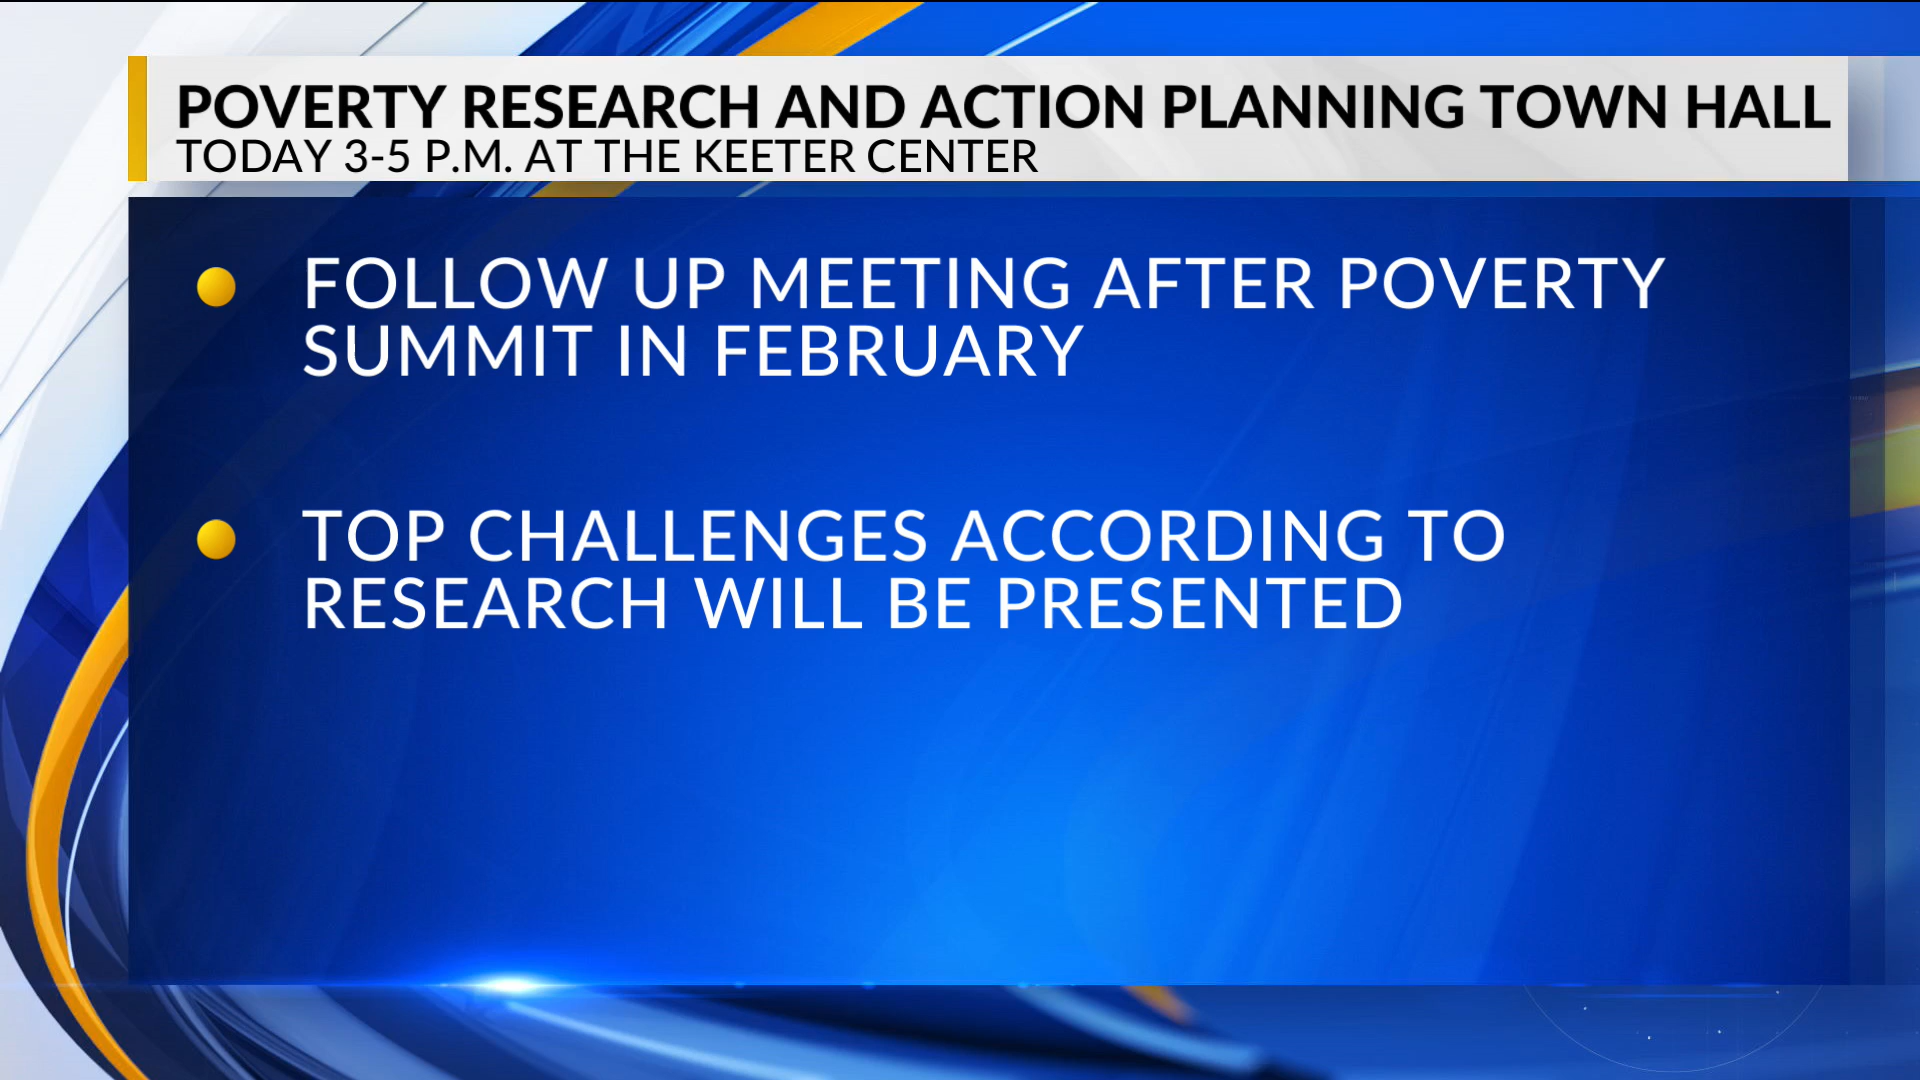 POVERTY RESEARCH AND ACTION PLANNING TOWN HALL
TODAY 3-5 P.M. AT THE KEETER CENTER
FOLLOW UP MEETING AFTER POVERTY
SUMMIT IN FEBRUARY
TOP CHALLENGES ACCORDING TO
RESEARCH WILL BE PRESENTED